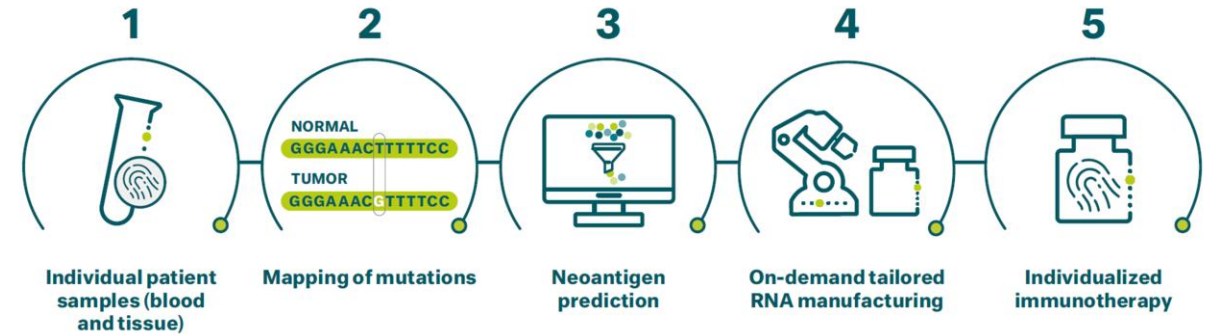 1
2
3
4
5
NORMAL
GGGAAACTTTTTCC
TUMOR
GGGAAACGTTTTCC
Individual patient
samples (blood
and tissue)
Mapping of mutations
Neoantigen
prediction
On-demand tailored
RNA manufacturing
Individualized
immunotherapy